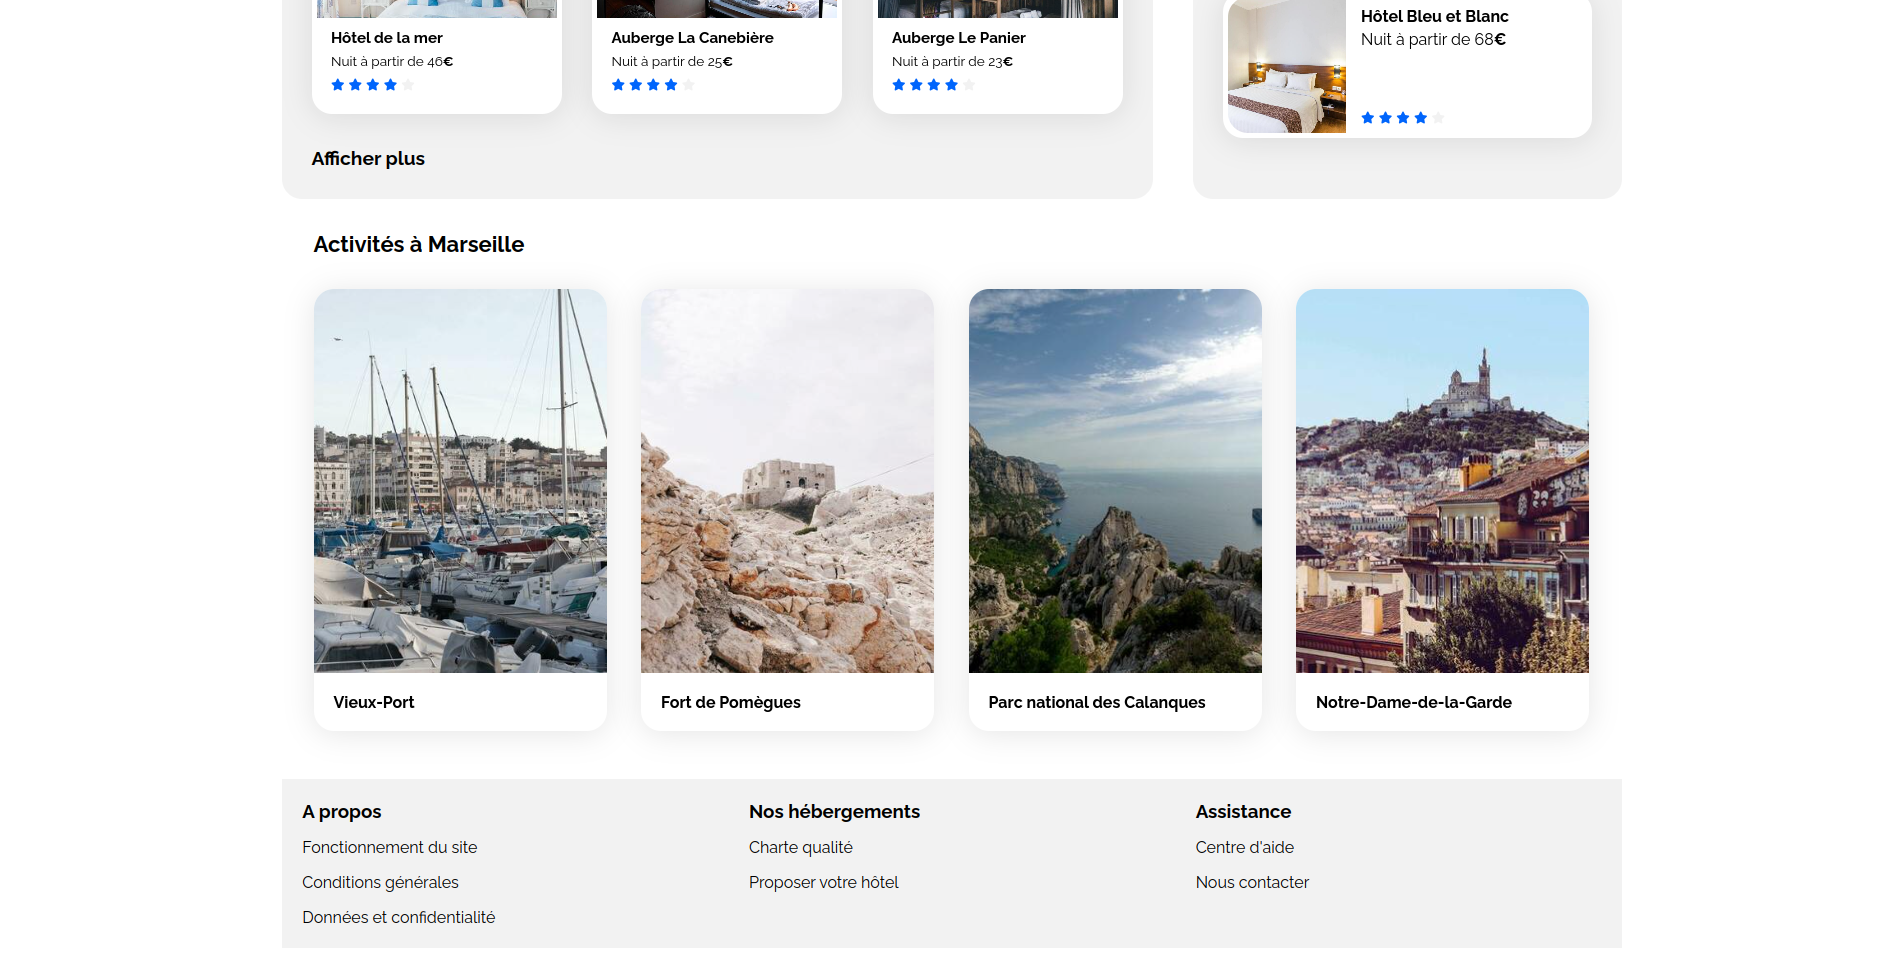 Hôtel de la mer
Nuit à partir de 46€
Auberge La Canebière
Nuit à partir de 25€
Auberge Le Panier
Nuit à partir de 23€
Afficher plus
Hôtel Bleu et Blanc
Nuit à partir de 68€
Activités à Marseille
Vieux-Port
Fort de Pomègues
Parc national des Calanques
Notre-Dame-de-la-Garde
A propos
Fonctionnement du site
Conditions générales
Données et confidentialité
Nos hébergements
Charte qualité
Proposer votre hôtel
Assistance
Centre d'aide
Nous contacter